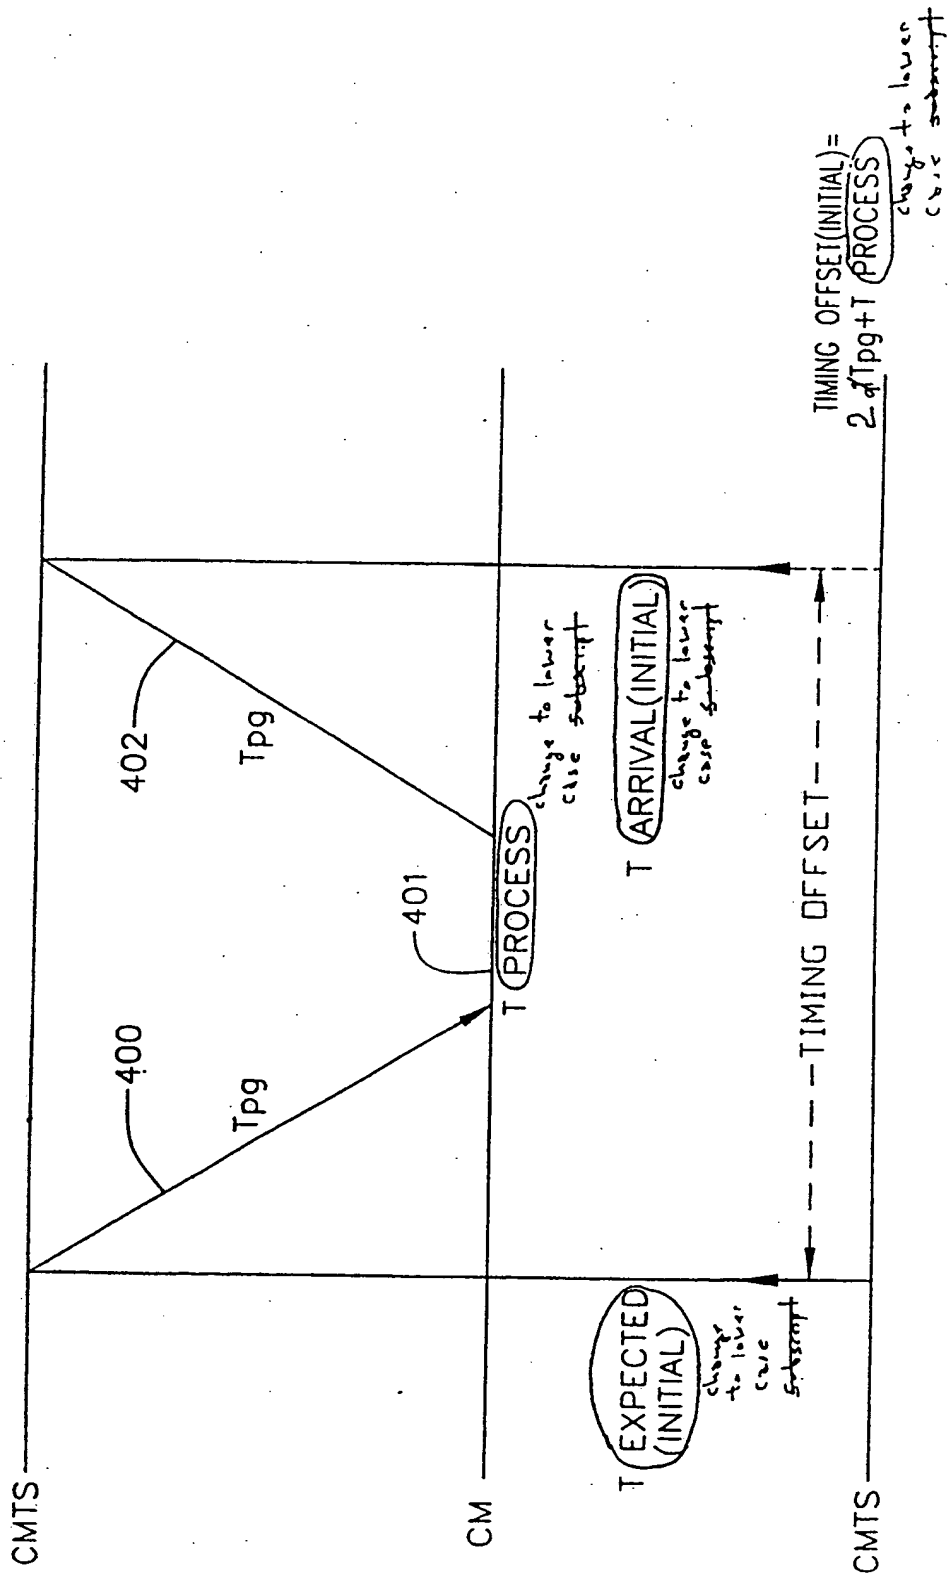 CMTS
400
Tpg
402
Tpg
CM
401
T PROCESS
change to lower
case subscript
T EXPECTED
(INITIAL)
change
to lower
case
subscript
T ARRIVAL(INITIAL)
change to lower
case subscript
TIMING OFFSET
CMTS
TIMING OFFSET(INITIAL)=
2 Tpg+T PROCESS
change to lower
case subscript